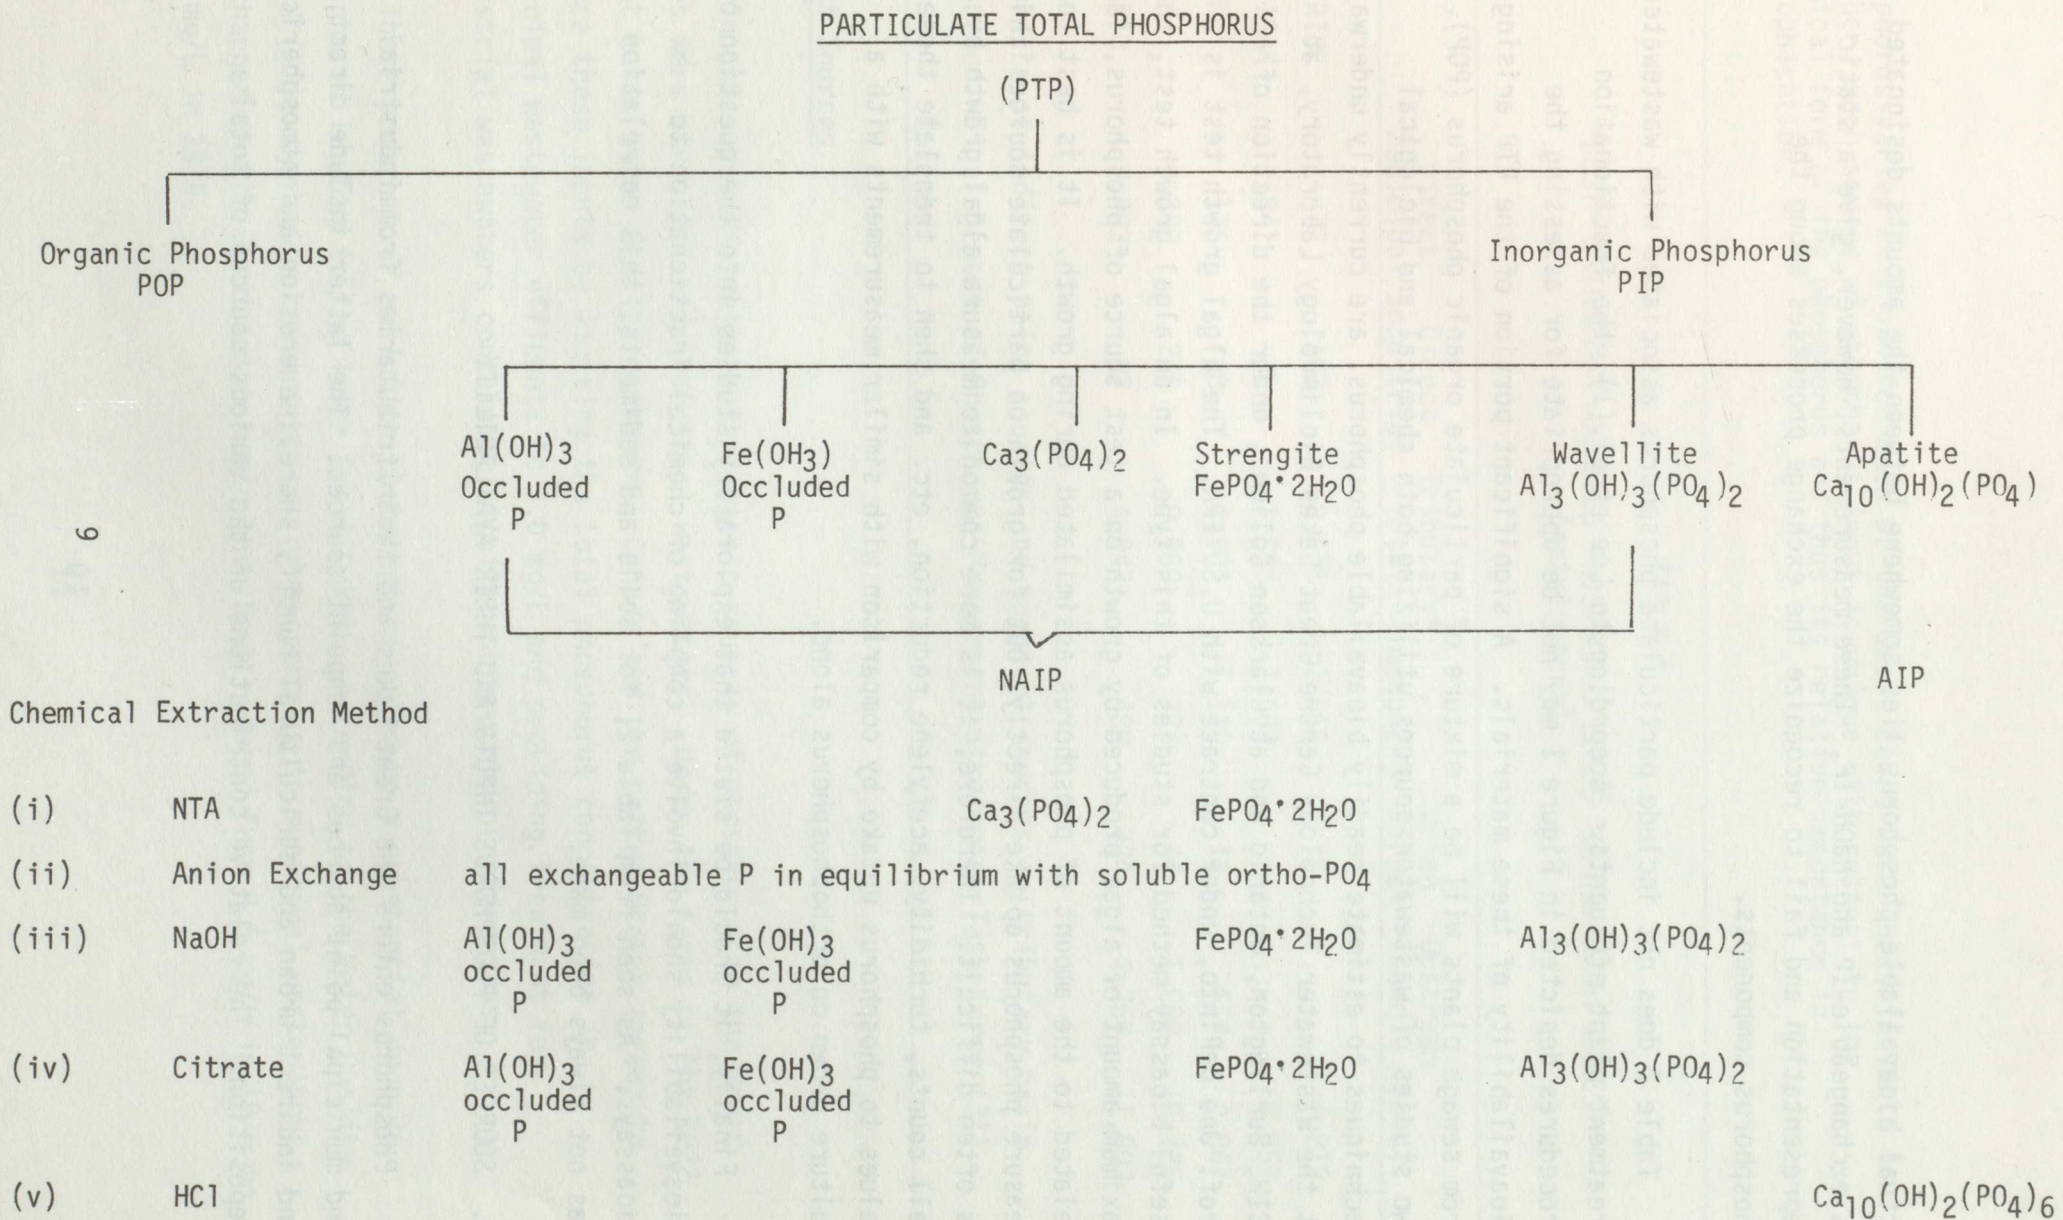 PARTICULATE TOTAL PHOSPHORUS
(PTP)
Organic Phosphorus
POP
Inorganic Phosphorus
PIP
Al(OH)3 Fe(OH3) Ca3(PO4)2 Strengite Wavellite Apatite
Occluded Occluded FePO4·2H2O Al3(OH)3(PO4)2 Ca10(OH)2(PO4)
P P
9
NAIP AIP
Chemical Extraction Method
(i) NTA Ca3(PO4)2 FePO4·2H2O
(ii) Anion Exchange all exchangeable P in equilibrium with soluble ortho-PO4
(iii) NaOH Al(OH)3 Fe(OH)3 FePO4·2H2O Al3(OH)3(PO4)2
occluded occluded
P P
(iv) Citrate Al(OH)3 Fe(OH)3 FePO4·2H2O Al3(OH)3(PO4)2
occluded occluded
P P
(v) HCl Ca10(OH)2(PO4)6